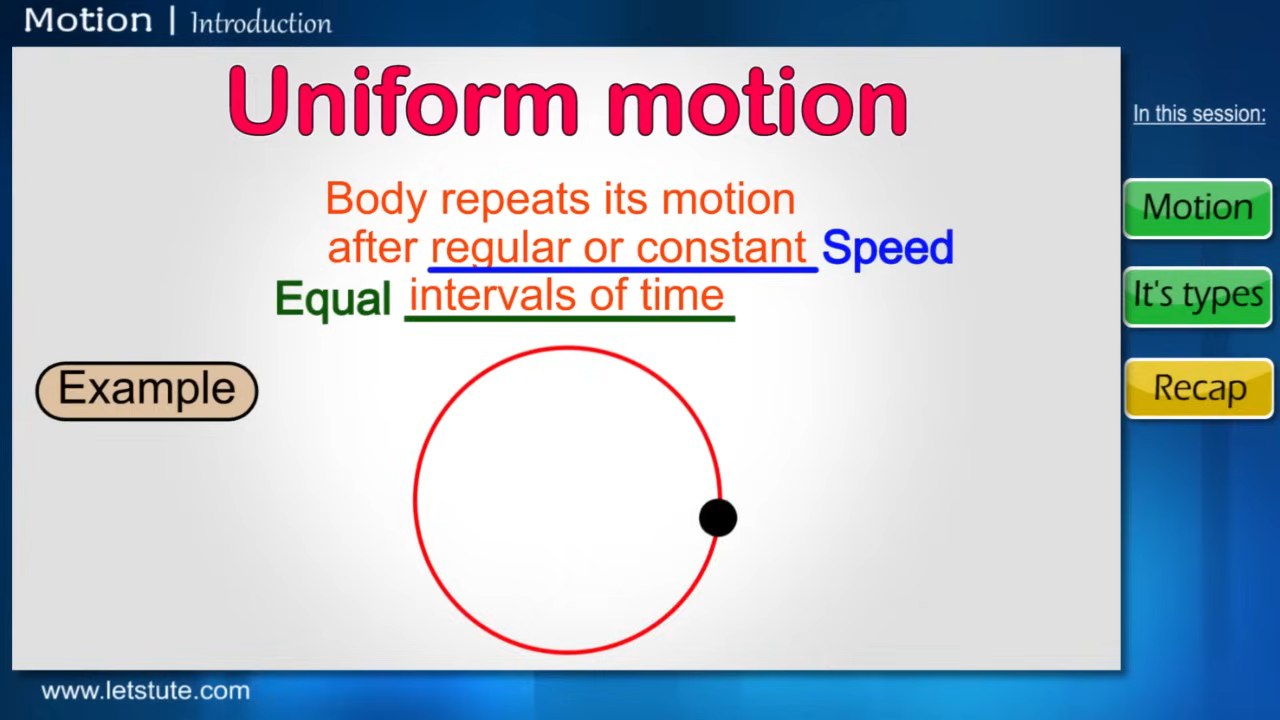 Motion | Introduction
Uniform motion
In this session:
Body repeats its motion
after regular or constant Speed
Equal intervals of time
Motion
It's types
Example
Recap
www.letstute.com